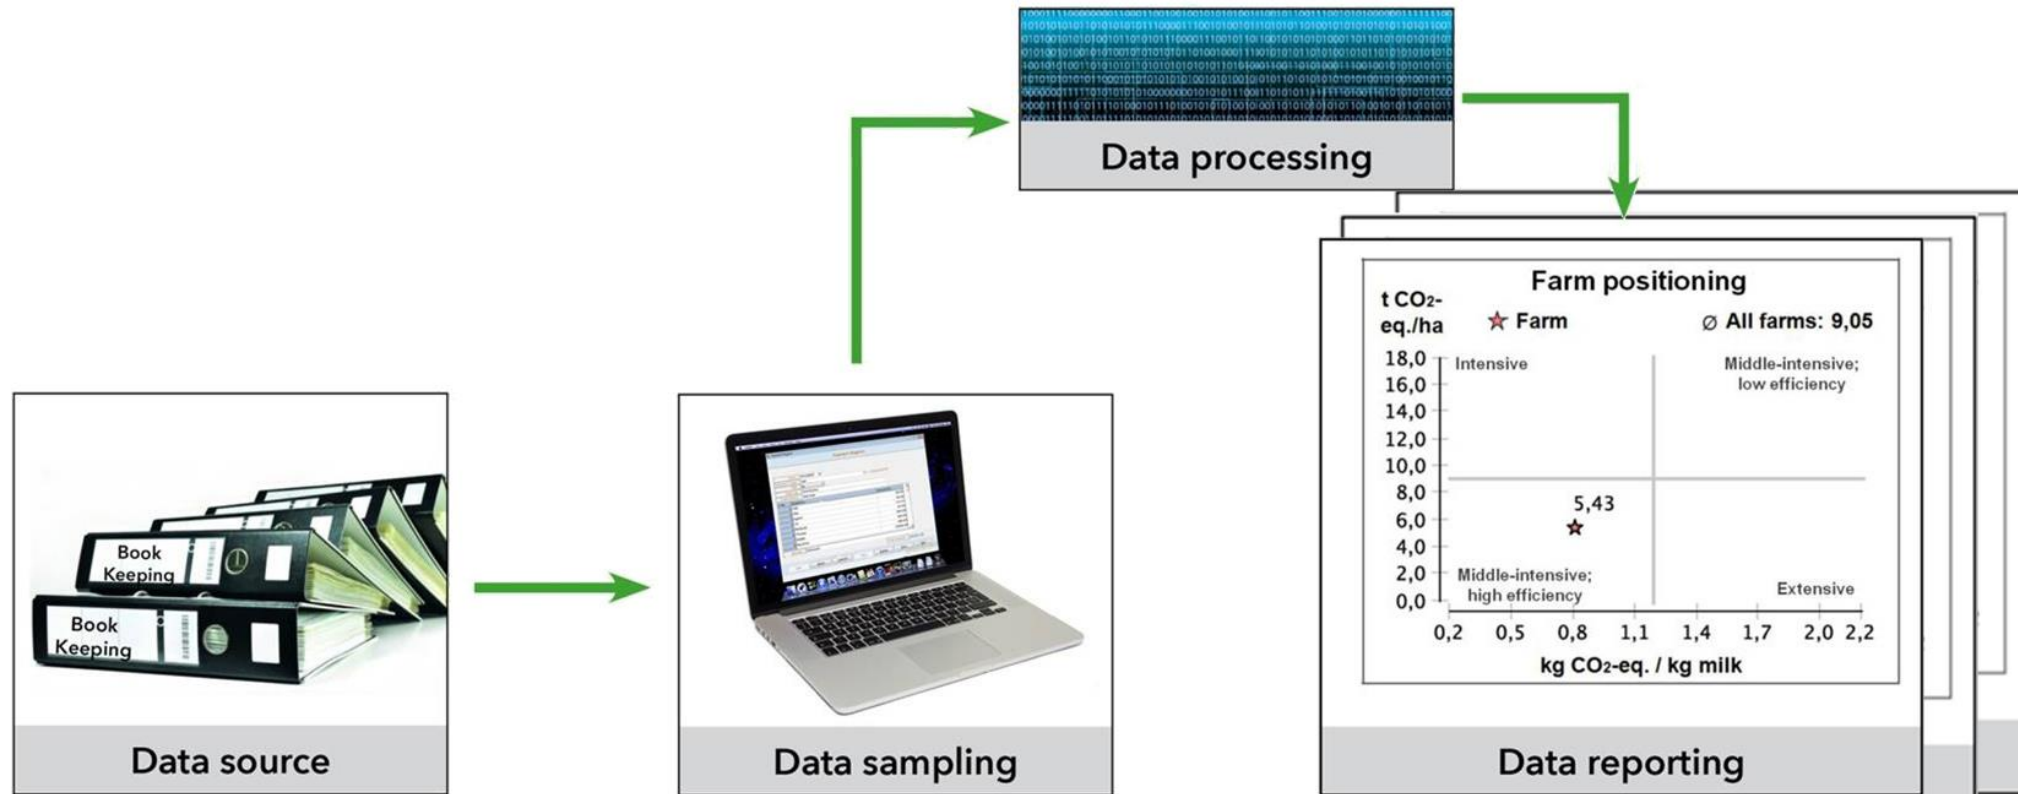 Book
Keeping
Book
Keeping
Data source
Data sampling
Data processing
Farm positioning
t CO₂-
eq./ha
Farm
∅ All farms: 9,05
18,0
16,0
14,0
12,0
10,0
8,0
6,0
4,0
2,0
0,0
Intensive
Middle-intensive;
low efficiency
5,43
Middle-intensive;
high efficiency
Extensive
0,2 0,5 0,8 1,1 1,4 1,7 2,0 2,2
kg CO₂-eq. / kg milk
Data reporting